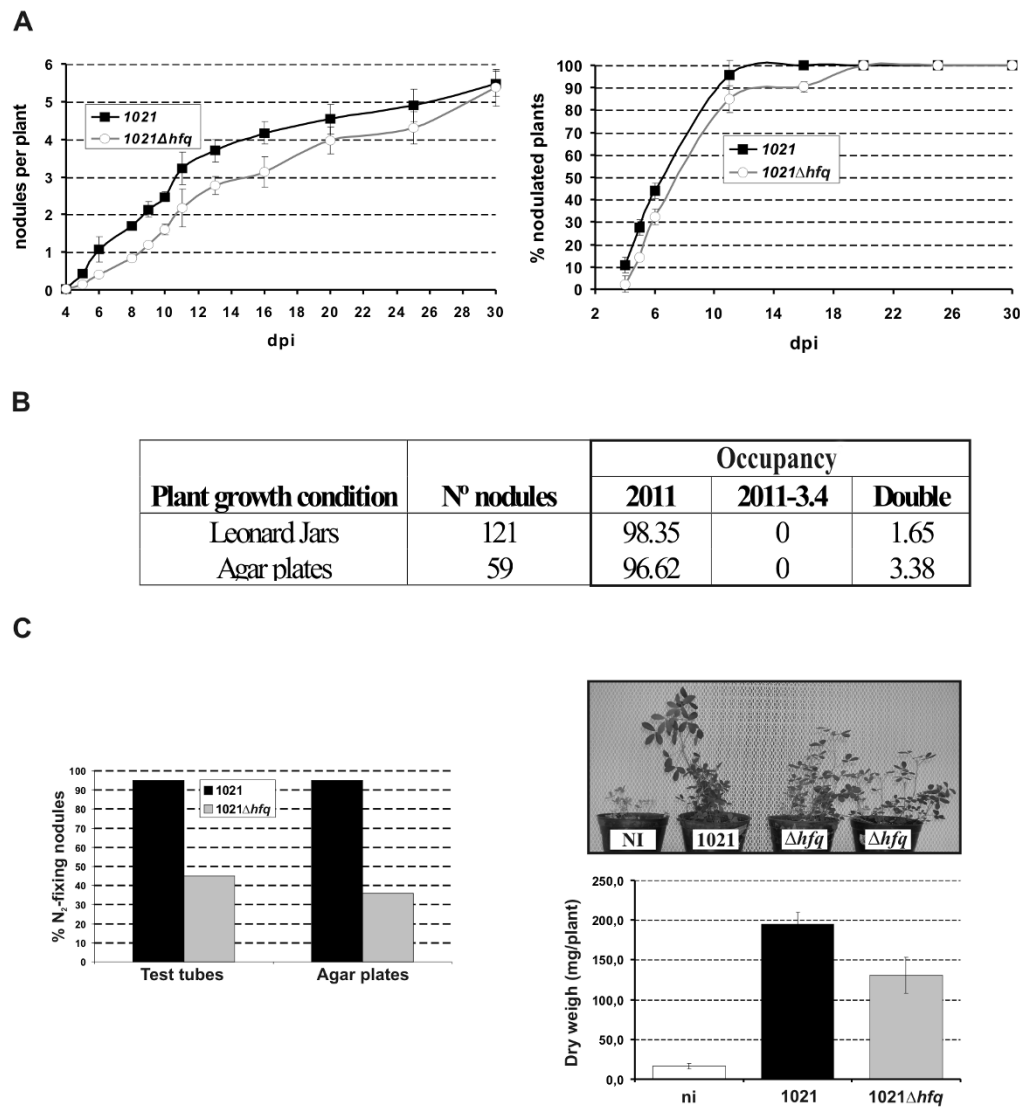 A
nodules per plant
6
5
4
3
2
1
0
1021
1021Δhfq
4 6 8 10 12 14 16 18 20 22 24 26 28 30
dpi
% nodulated plants
100
90
80
70
60
50
40
30
20
10
0
1021
1021Δhfq
2 6 10 14 18 22 26 30
dpi
B
Occupancy
Plant growth condition Nº nodules 2011 2011-3.4 Double
Leonard Jars 121 98.35 0 1.65
Agar plates 59 96.62 0 3.38
C
% N₂-fixing nodules
100
90
80
70
60
50
40
30
20
10
0
1021
1021Δhfq
Test tubes Agar plates
NI 1021 Δhfq Δhfq
Dry weigh (mg/plant)
250,0
200,0
150,0
100,0
50,0
0,0
ni 1021 1021Δhfq